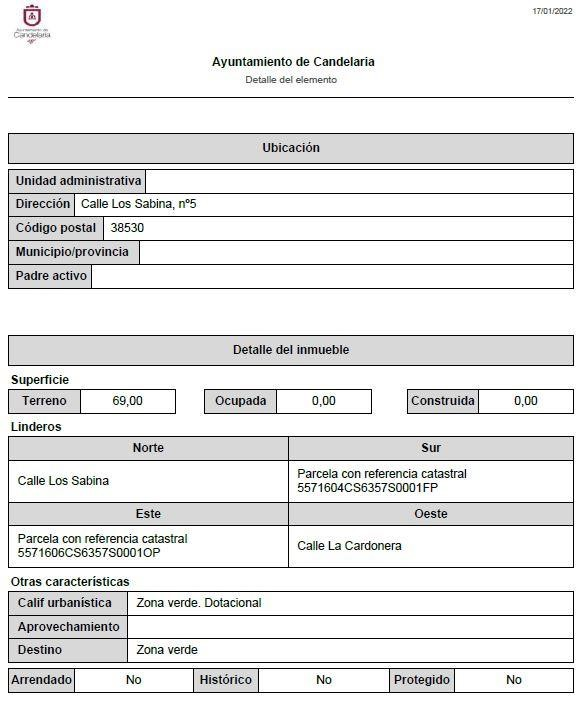 17/01/2022
Ayuntamiento de
Candelaria
Ayuntamiento de Candelaria
Detalle del elemento
Ubicación
Unidad administrativa
Dirección Calle Los Sabina, nº5
Código postal 38530
Municipio/provincia
Padre activo
Detalle del inmueble
Superficie
Terreno 69,00 Ocupada 0,00 Construida 0,00
Linderos
Norte Sur
Calle Los Sabina
Parcela con referencia catastral
5571604CS6357S0001FP
Este Oeste
Parcela con referencia catastral
5571606CS6357S0001OP
Calle La Cardonera
Otras características
Calif urbanística Zona verde. Dotacional
Aprovechamiento
Destino Zona verde
Arrendado No Histórico No Protegido No